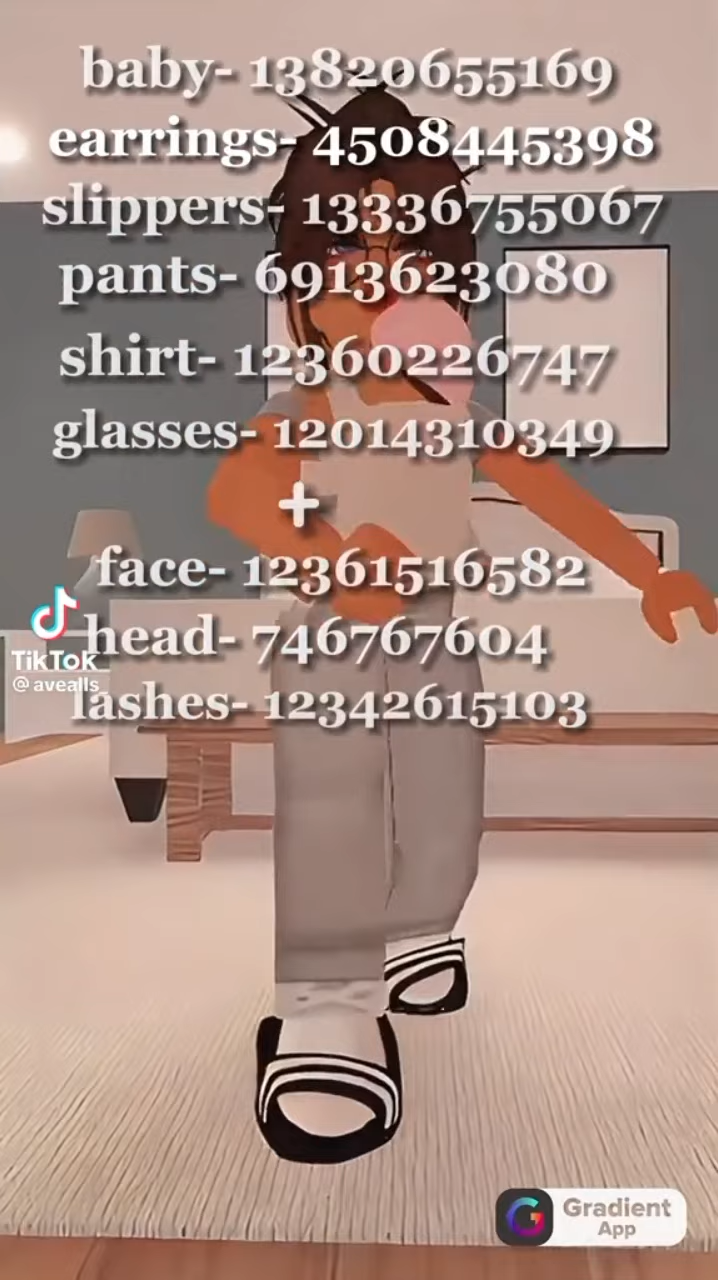 baby- 13820655169
earrings- 4508445398
slippers- 13336755067
pants- 6913623080
shirt- 12360226747
glasses- 12014310349
+
face- 12361516582
head- 746767604
lashes- 12342615103
TikTok
@avealls
Gradient
App